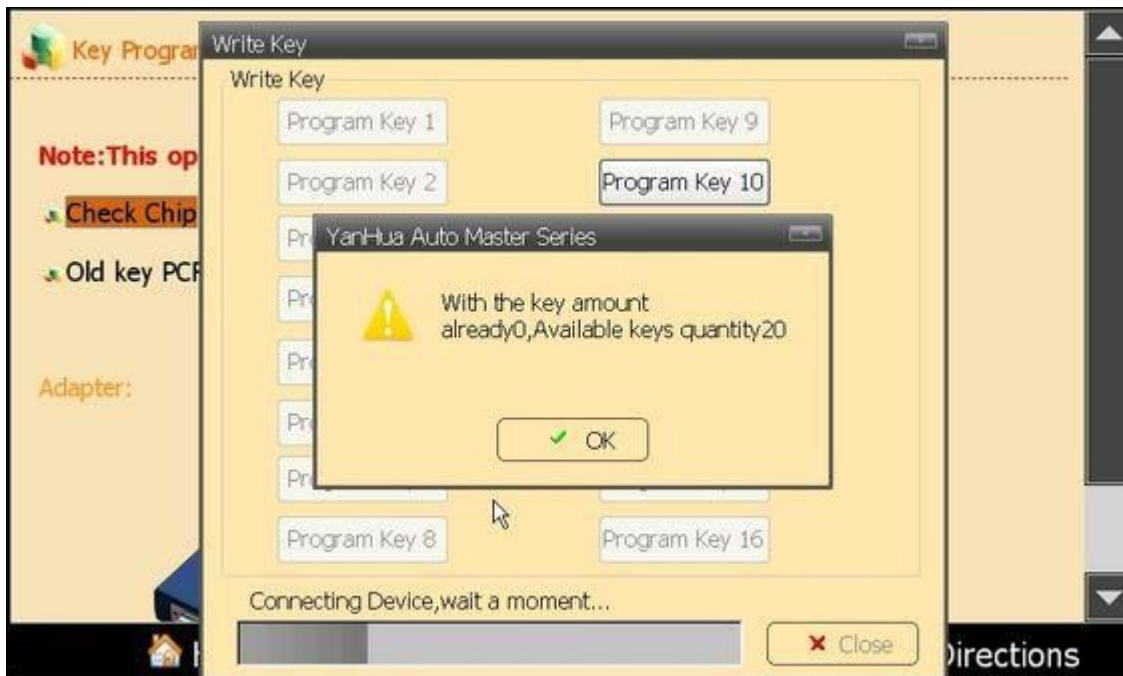 Key Program
Write Key
Write Key
Program Key 1
Program Key 9
Note:This op
Program Key 2
Program Key 10
Check Chip
YanHua Auto Master Series
Old key PCF
With the key amount
already0,Available keys quantity20
Adapter:
OK
Program Key 8
Program Key 16
Connecting Device,wait a moment...
Close
Directions